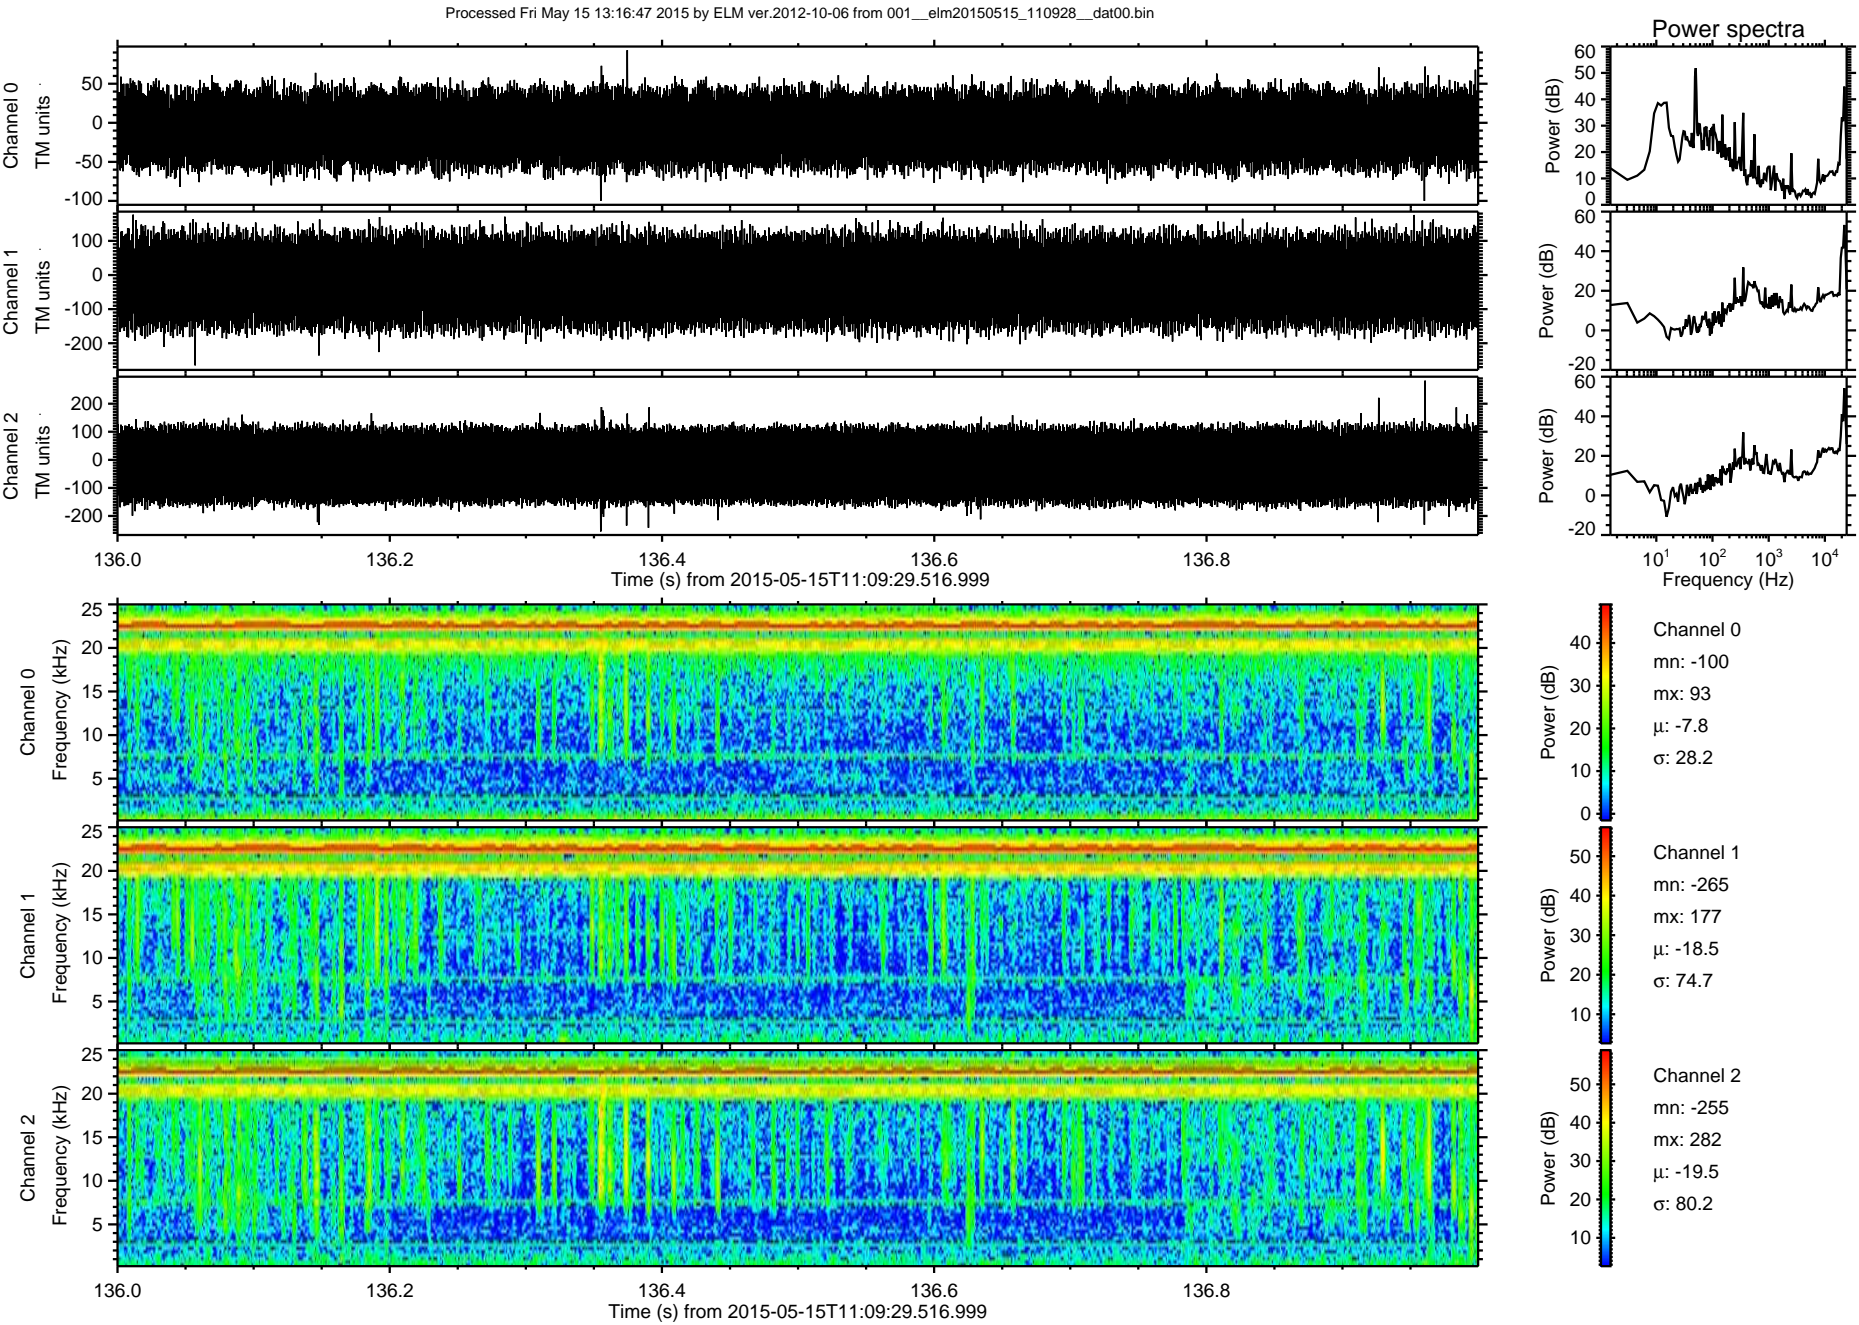 Processed Fri May 15 13:16:47 2015 by ELM ver.2012-10-06 from 001__elm20150515_110928__dat00.bin
Power spectra
Channel 0
TM units
50
0
-50
-100
Power (dB)
60
50
40
30
20
10
0
Channel 1
TM units
100
0
-100
-200
Power (dB)
60
40
20
0
-20
Channel 2
TM units
200
100
0
-100
-200
Power (dB)
60
40
20
0
-20
136.0
136.2
136.4
136.6
136.8
Time (s) from 2015-05-15T11:09:29.516.999
10^1
10^2
10^3
10^4
Frequency (Hz)
Channel 0
Frequency (kHz)
25
20
15
10
5
Power (dB)
40
30
20
10
0
Channel 0
mn: -100
mx: 93
μ: -7.8
σ: 28.2
Channel 1
Frequency (kHz)
25
20
15
10
5
Power (dB)
50
40
30
20
10
Channel 1
mn: -265
mx: 177
μ: -18.5
σ: 74.7
Channel 2
Frequency (kHz)
25
20
15
10
5
Power (dB)
50
40
30
20
10
Channel 2
mn: -255
mx: 282
μ: -19.5
σ: 80.2
136.0
136.2
136.4
136.6
136.8
Time (s) from 2015-05-15T11:09:29.516.999